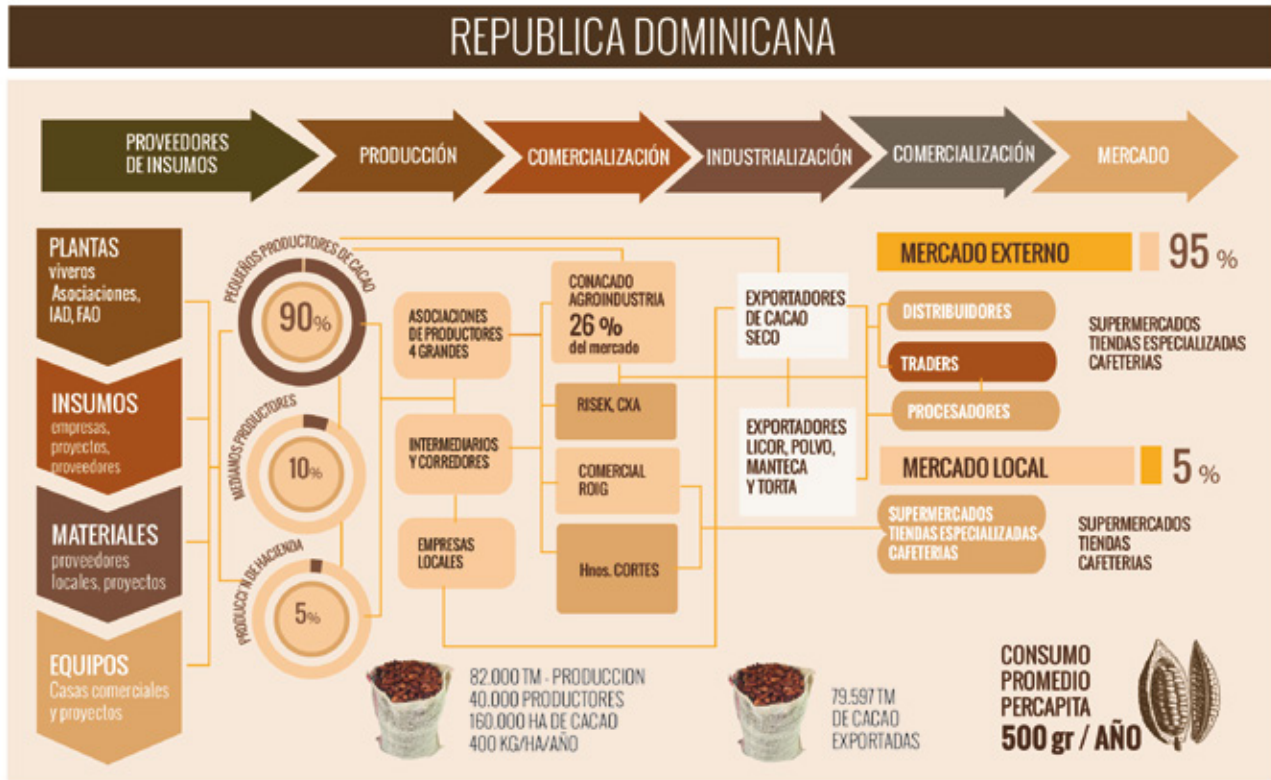 REPUBLICA DOMINICANA
PROVEEDORES
DE INSUMOS
PRODUCCIÓN
COMERCIALIZACIÓN
INDUSTRIALIZACIÓN
COMERCIALIZACIÓN
MERCADO
PLANTAS
viveros
Asociaciones,
IAD, FAO
INSUMOS
empresas,
proyectos,
proveedores
MATERIALES
proveedores
locales, proyectos
EQUIPOS
Casas comerciales
y proyectos
PEQUEÑOS PRODUCTORES DE CACAO
90%
MEDIANOS PRODUCTORES
10%
PRODUCCI'N DE HACIENDA
5%
ASOCIACIONES
DE PRODUCTORES
4 GRANDES
INTERMEDIARIOS
Y CORREDORES
EMPRESAS
LOCALES
CONACADO
AGROINDUSTRIA
26 %
del mercado
RISEK, CXA
COMERCIAL
ROIG
Hnos. CORTES
EXPORTADORES
DE CACAO
SECO
EXPORTADORES
LICOR, POLVO,
MANTECA
Y TORTA
MERCADO EXTERNO
95 %
DISTRIBUIDORES
TRADERS
PROCESADORES
SUPERMERCADOS
TIENDAS ESPECIALIZADAS
CAFETERIAS
MERCADO LOCAL
5 %
SUPERMERCADOS
TIENDAS ESPECIALIZADAS
CAFETERIAS
SUPERMERCADOS
TIENDAS
CAFETERIAS
82.000 TM - PRODUCCION
40.000 PRODUCTORES
160.000 HA DE CACAO
400 KG/HA/AÑO
79.597 TM
DE CACAO
EXPORTADAS
CONSUMO
PROMEDIO
PERCAPITA
500 gr / AÑO